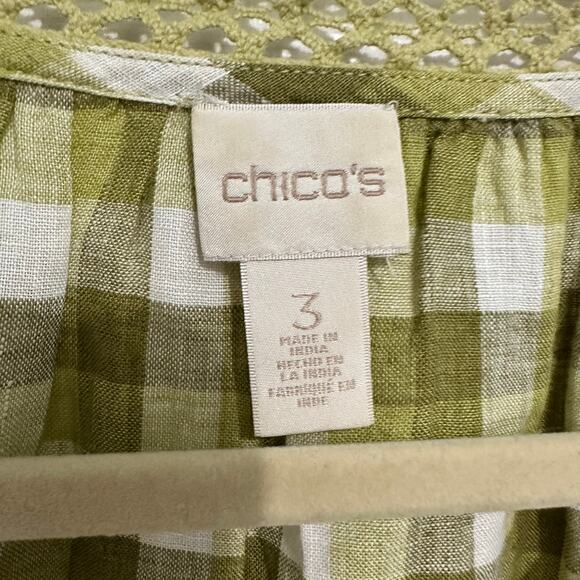 chico's
3
MADE IN
INDIA
HECHO EN
LA INDIA
FABRIQUÉ EN
INDE